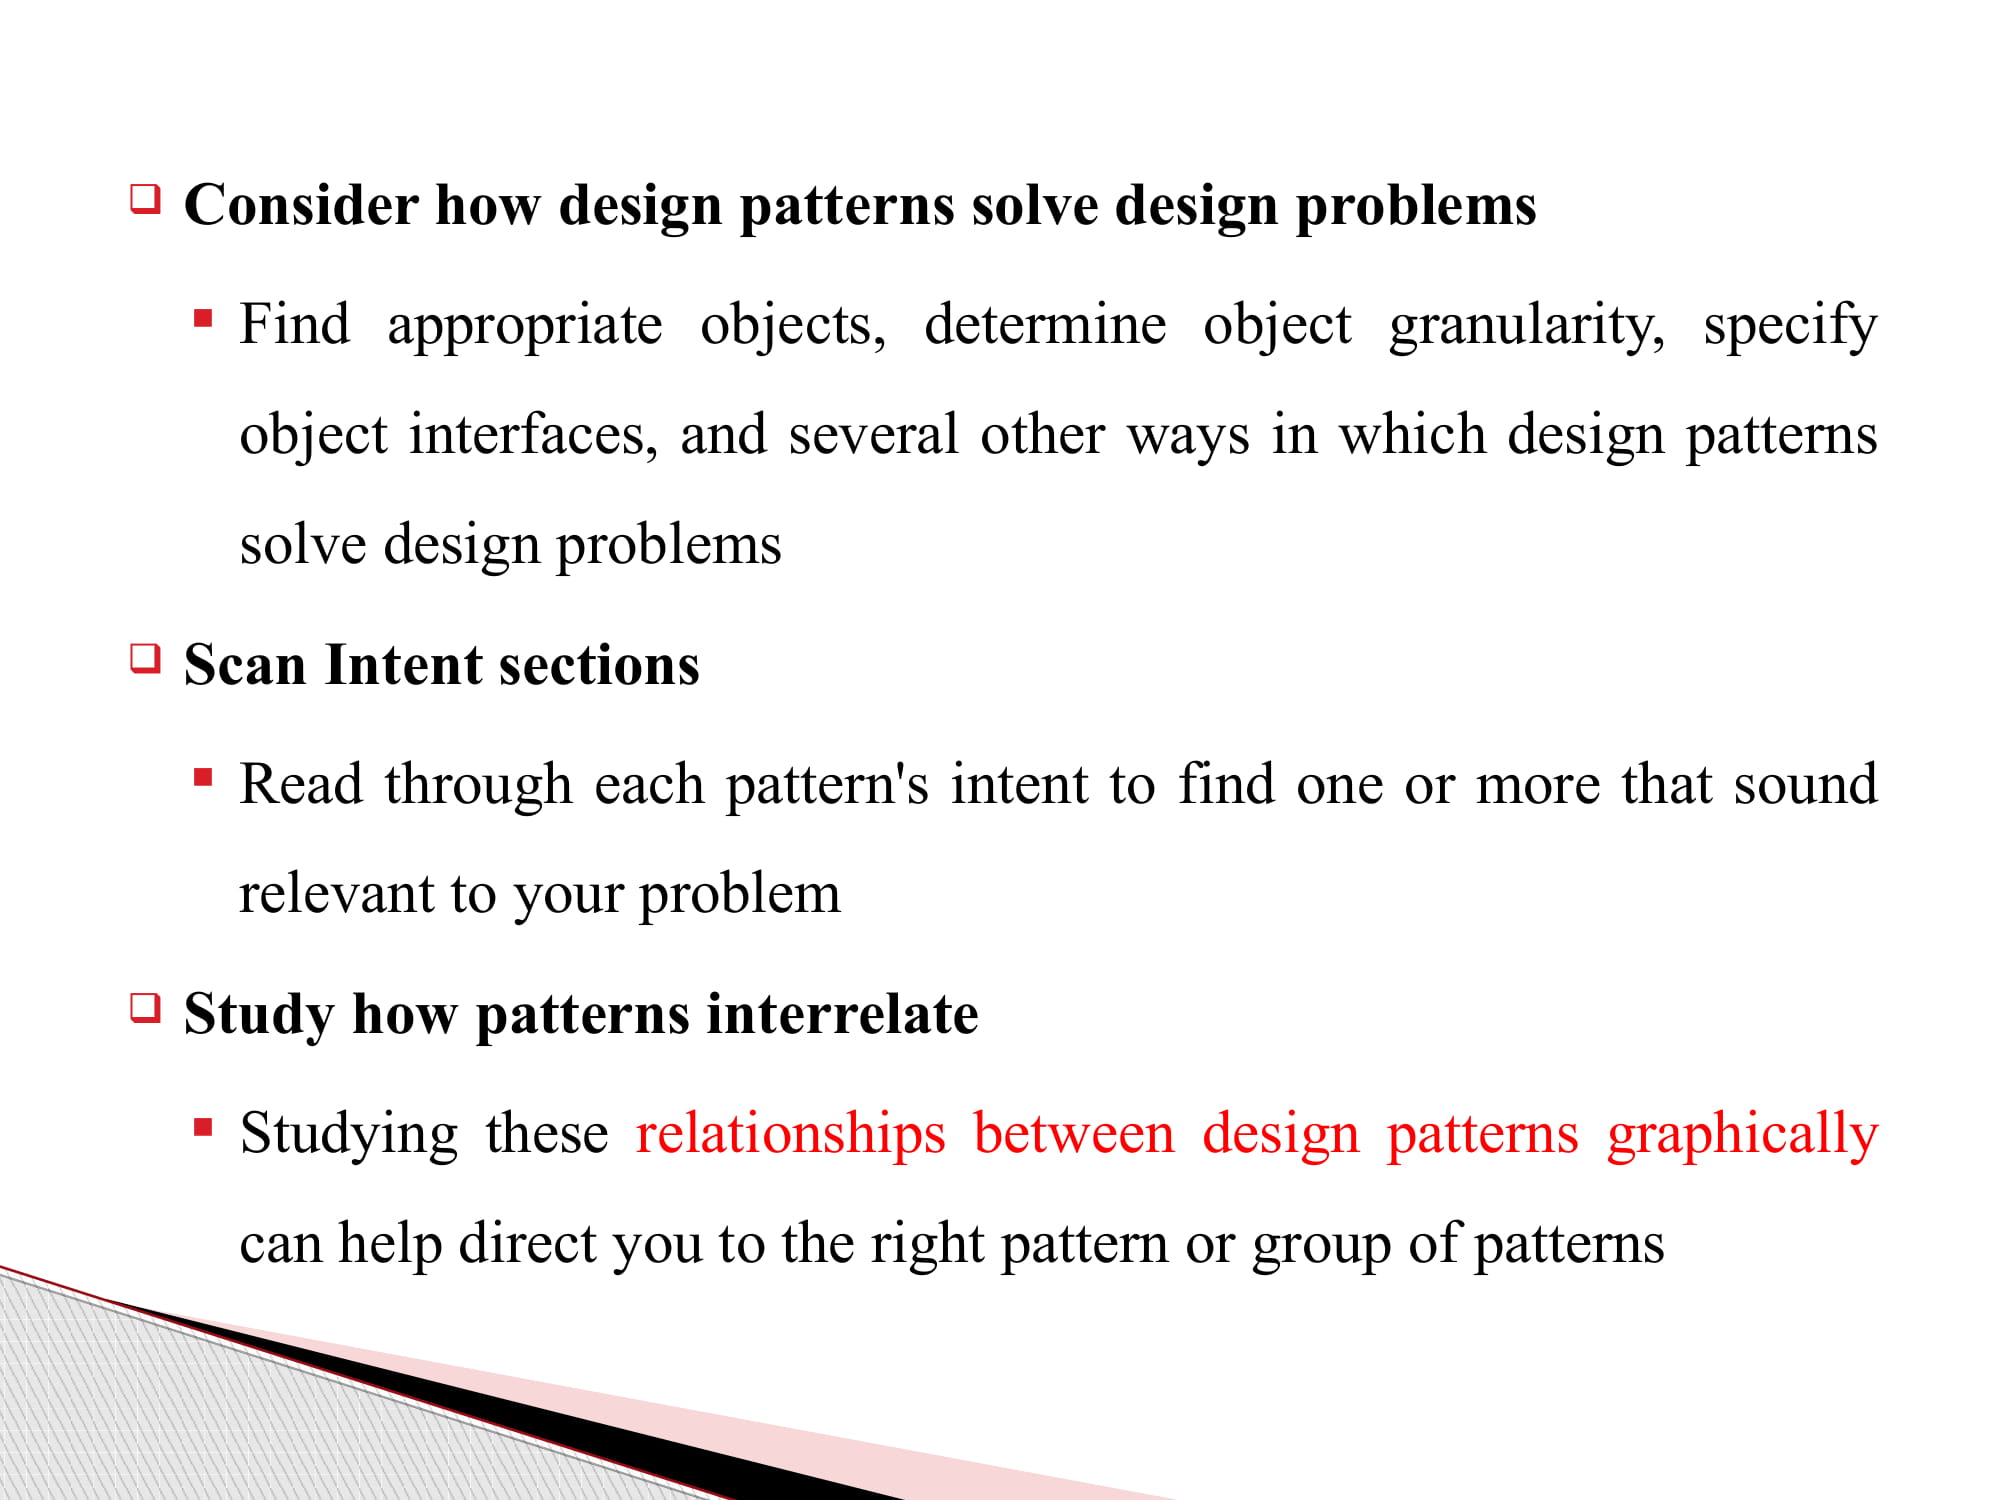 Consider how design patterns solve design problems
Find appropriate objects, determine object granularity, specify
object interfaces, and several other ways in which design patterns
solve design problems
Scan Intent sections
Read through each pattern's intent to find one or more that sound
relevant to your problem
Study how patterns interrelate
Studying these relationships between design patterns graphically
can help direct you to the right pattern or group of patterns